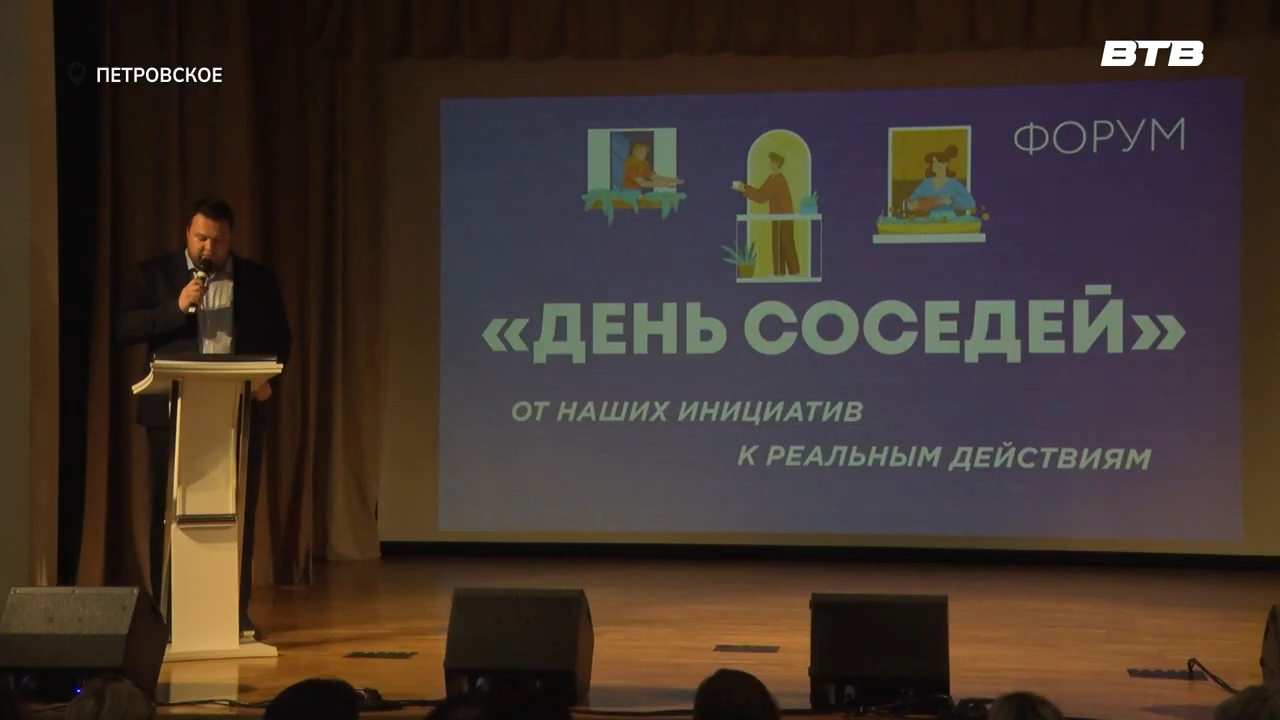 ПЕТРОВСКОЕ
ВТВ
ФОРУМ
«ДЕНЬ СОСЕДЕЙ»
ОТ НАШИХ ИНИЦИАТИВ
К РЕАЛЬНЫМ ДЕЙСТВИЯМ